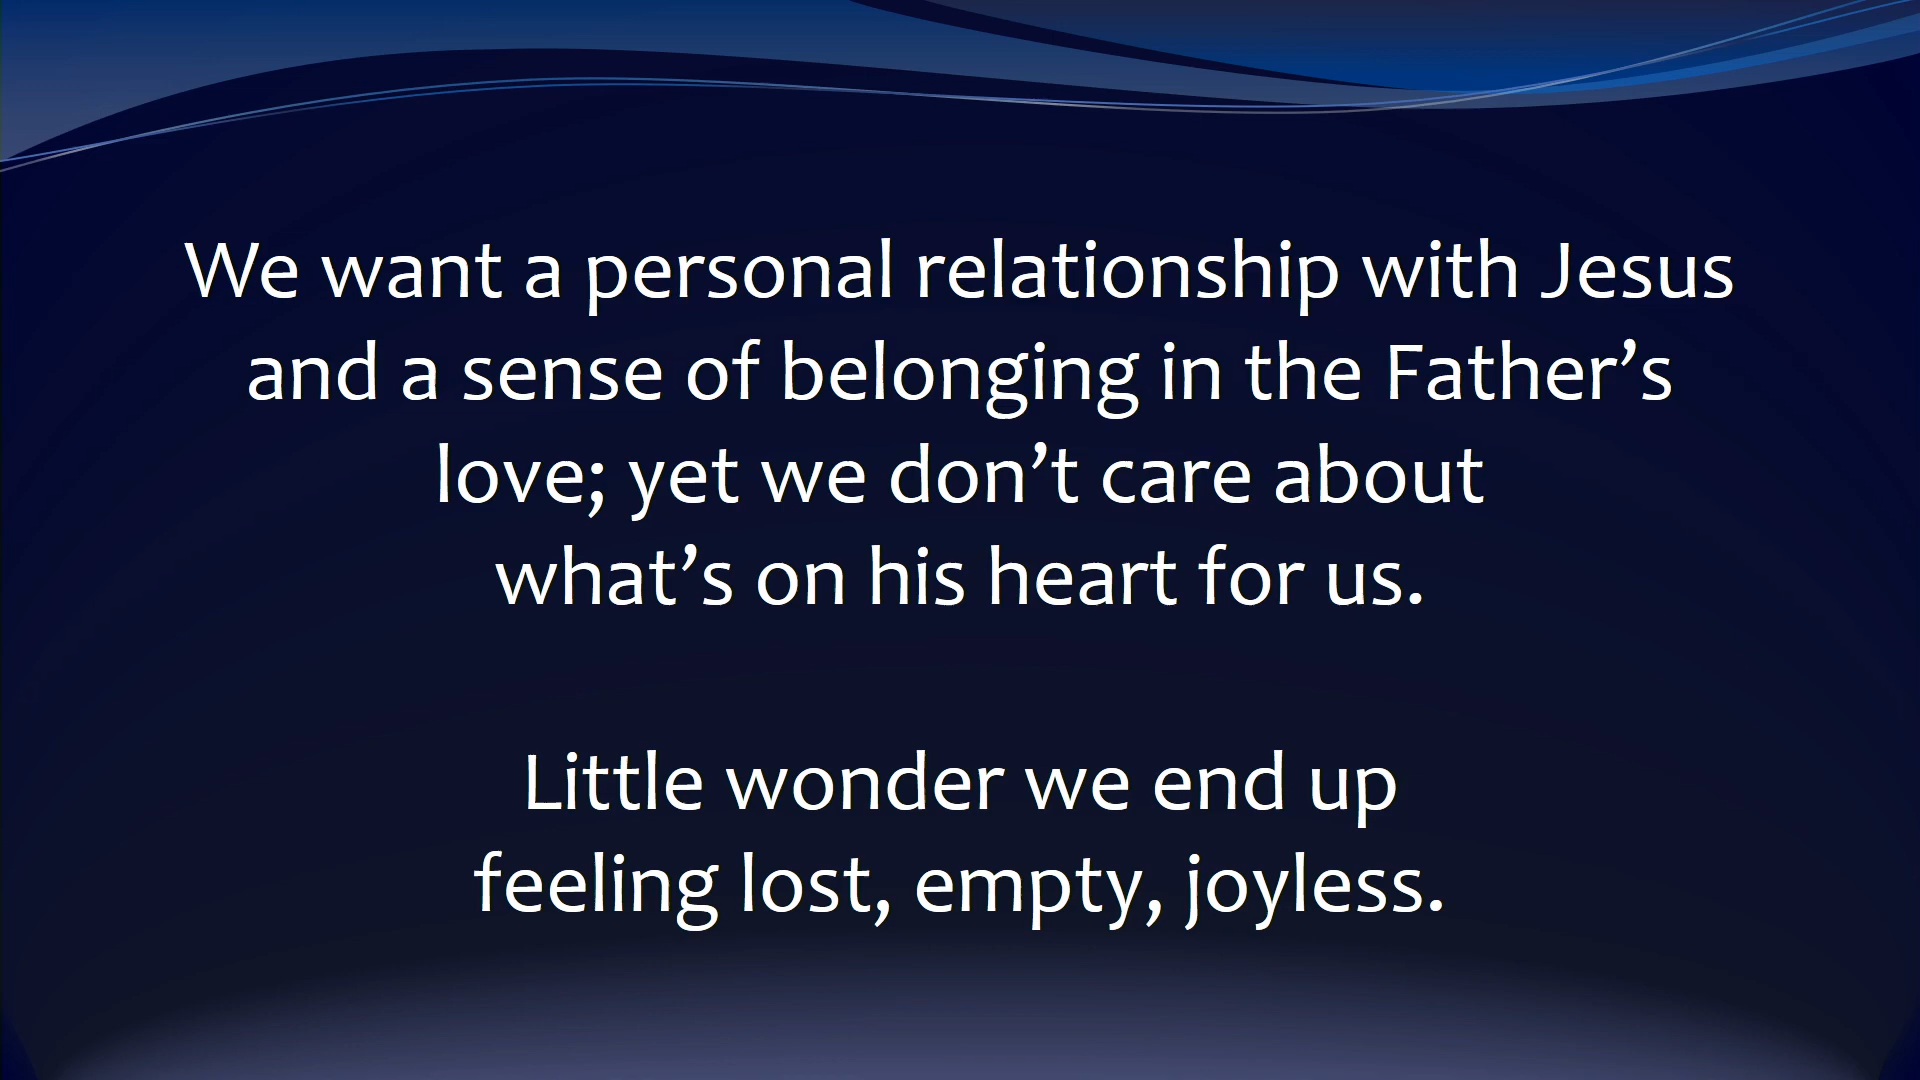 We want a personal relationship with Jesus
and a sense of belonging in the Father’s
love; yet we don’t care about
what’s on his heart for us.
Little wonder we end up
feeling lost, empty, joyless.